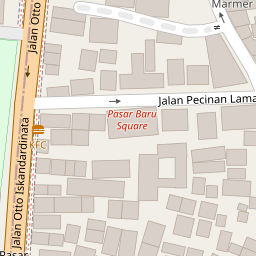 Marmer
Jalan Otto
Jalan Pecinan Lama
Pasar Baru
Square
KFC
Jalan Otto Iskandardinata
Pasar